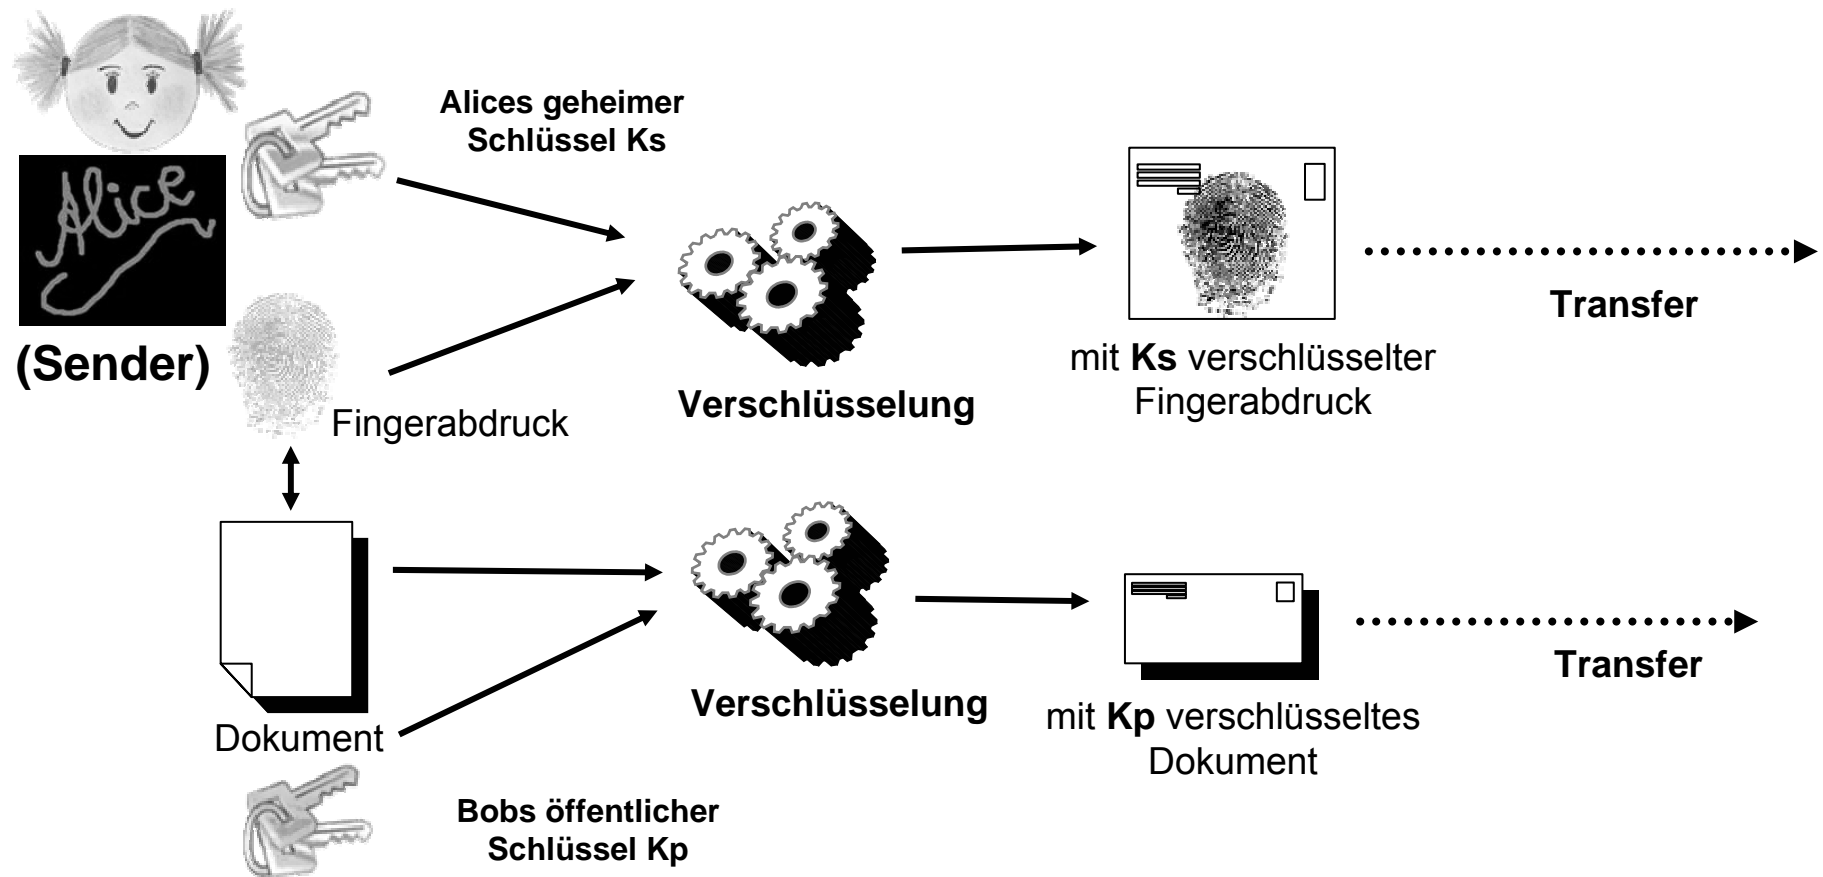 Alices geheimer
Schlüssel Ks
Alice
(Sender)
Fingerabdruck
Verschlüsselung
mit Ks verschlüsselter
Fingerabdruck
Transfer
Dokument
Verschlüsselung
mit Kp verschlüsseltes
Dokument
Transfer
Bobs öffentlicher
Schlüssel Kp